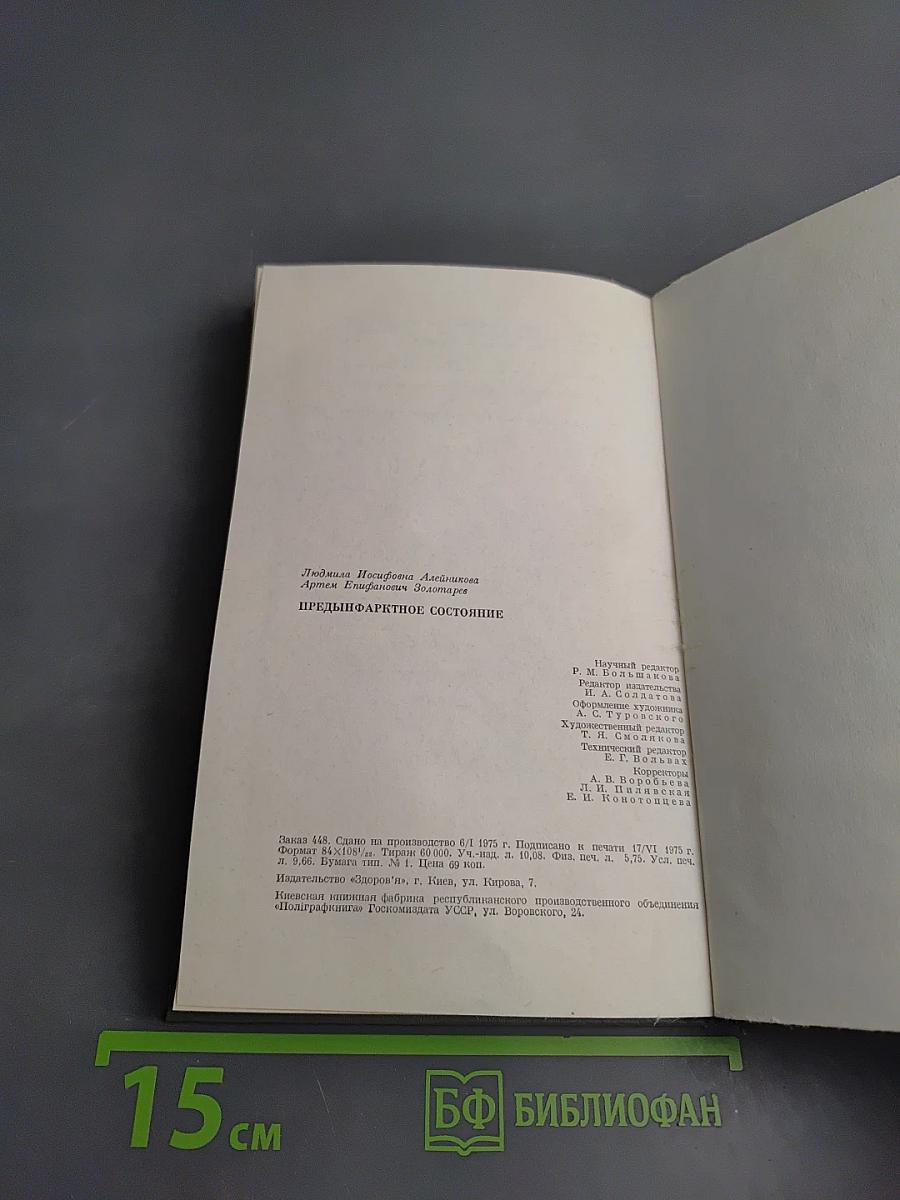 Людмила Иосифовна Алейникова
Артем Епифанович Золотарев
ПРЕДЫНФАРКТНОЕ СОСТОЯНИЕ
Научный редактор
Р. М. Большакова
Редактор издательства
И. А. Солдатова
Оформление художника
А. С. Туровского
Художественный редактор
Т. Я. Смолякова
Технический редактор
Е. Г. Вольвах
Корректоры
А. В. Воробьева
Л. И. Пилявская
Е. И. Конотопцева
Заказ 448. Сдано на производство 6/I 1975 г. Подписано к печати 17/VI 1975 г.
Формат 84×108¹/₃₂. Тираж 60 000. Уч.-изд. л. 10,08. Физ. печ. л. 5,75. Усл. печ.
л. 9,66. Бумага тип. № 1. Цена 69 коп.
Издательство «Здоров'я», г. Киев, ул. Кирова, 7.
Киевская книжная фабрика республиканского производственного объединения
«Поліграфкнига» Госкомиздата УССР, ул. Воровского, 24.
15 см
БФ БИБЛИОФАН